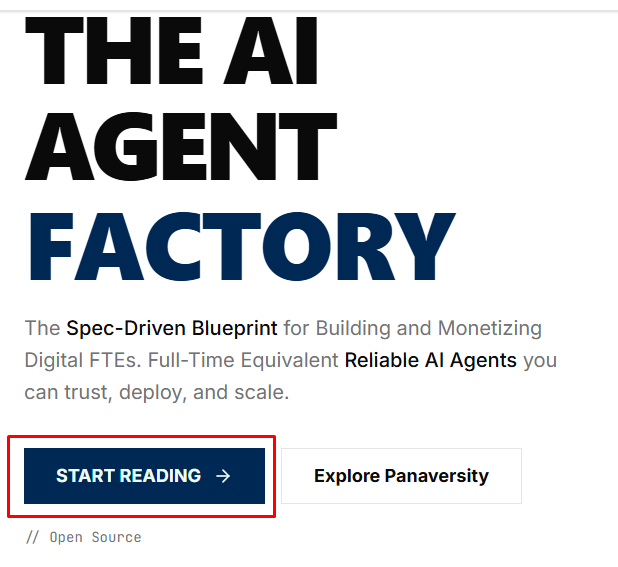 THE AI
AGENT
FACTORY
The Spec-Driven Blueprint for Building and Monetizing
Digital FTEs. Full-Time Equivalent Reliable AI Agents you
can trust, deploy, and scale.
START READING →
Explore Panaversity
// Open Source